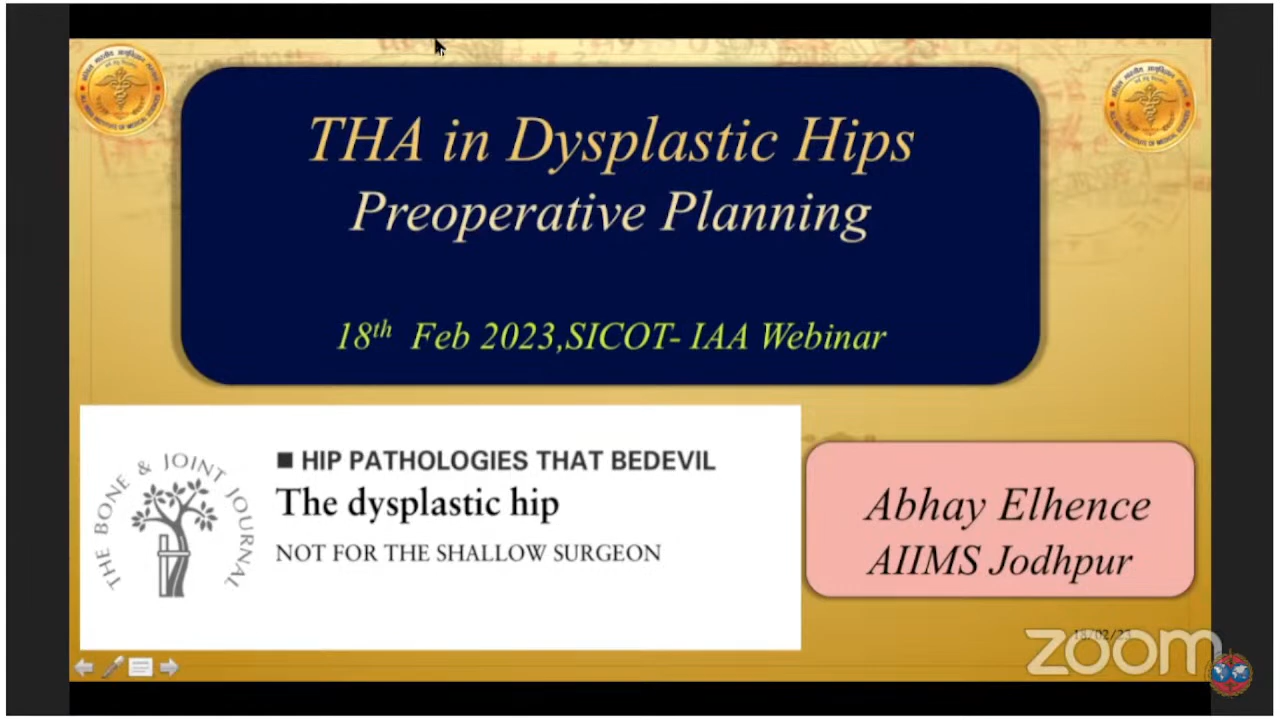 THA in Dysplastic Hips
Preoperative Planning
18th Feb 2023,SICOT- IAA Webinar
THE BONE & JOINT JOURNAL
■ HIP PATHOLOGIES THAT BEDEVIL
The dysplastic hip
NOT FOR THE SHALLOW SURGEON
Abhay Elhence
AIIMS Jodhpur
zoom